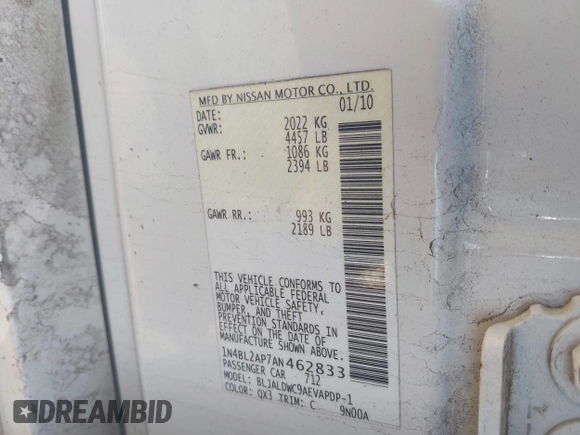 MFD BY NISSAN MOTOR CO., LTD.
DATE: 01/10
GVWR: 2022 KG
4457 LB
GAWR FR.: 1086 KG
2394 LB
GAWR RR.: 993 KG
2189 LB
THIS VEHICLE CONFORMS TO
ALL APPLICABLE FEDERAL
MOTOR VEHICLE SAFETY,
BUMPER, AND THEFT
PREVENTION STANDARDS IN
EFFECT ON THE DATE OF
MANUFACTURE SHOWN ABOVE.
1N4BL2AP7AN462833
PASSENGER CAR 712
MODEL: BLJALDWC9AEVAPDP-1
COLOR: QX3 TRIM: C 9N00A
EPICVIN
EPICVIN.COM